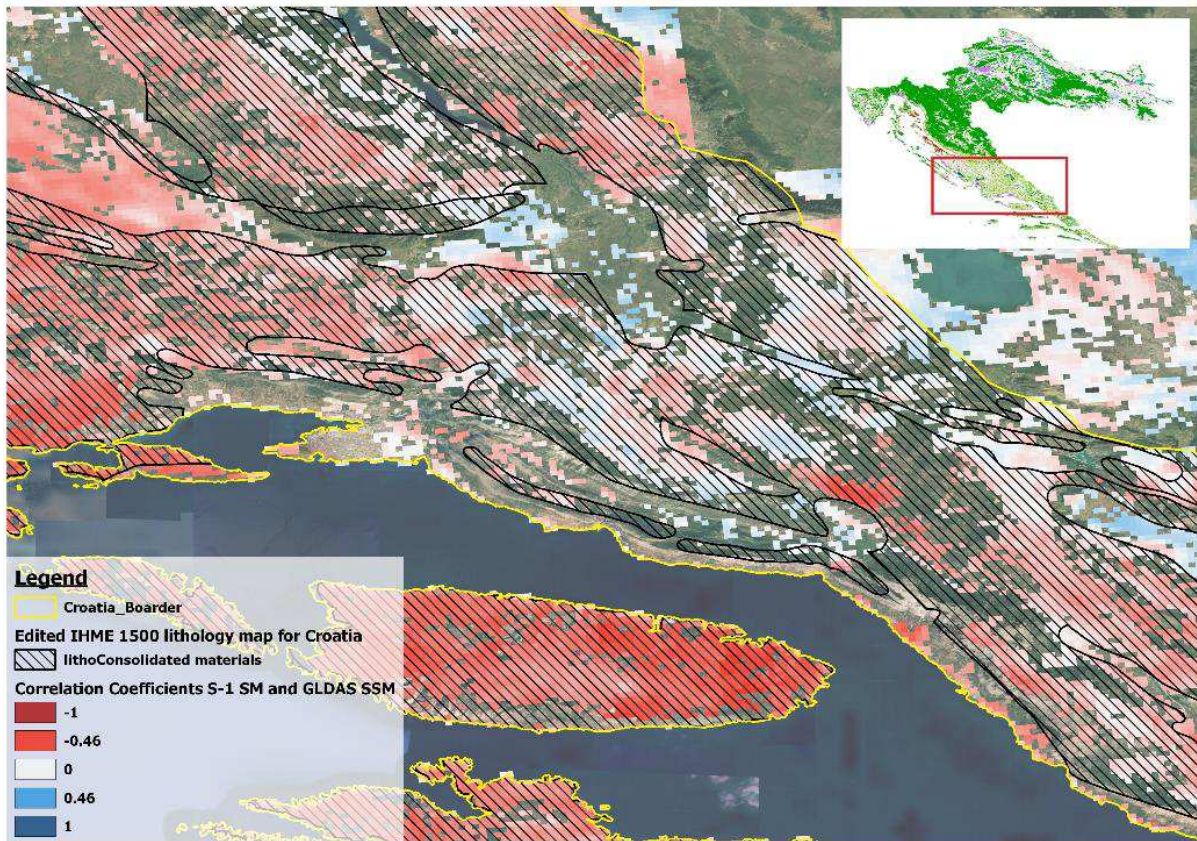 Legend
Croatia_Boarder
Edited IHME 1500 lithology map for Croatia
lithoConsolidated materials
Correlation Coefficients S-1 SM and GLDAS SSM
-1
-0.46
0
0.46
1